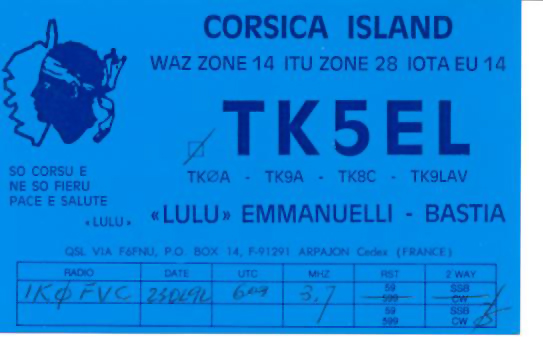 CORSICA ISLAND
WAZ ZONE 14 ITU ZONE 28 IOTA EU 14
TK5EL
TKØA - TK9A - TK8C - TK9LAV
SO CORSU E
NE SO FIERU
PACE E SALUTE
«LULU»
«LULU» EMMANUELLI - BASTIA
QSL VIA F6FNU, P.O. BOX 14, F-91291 ARPAJON Cedex (FRANCE)
RADIO DATE UTC MHZ RST 2 WAY
IKØFVC 3.7 59 SSB
599 CW
59 SSB
599 CW